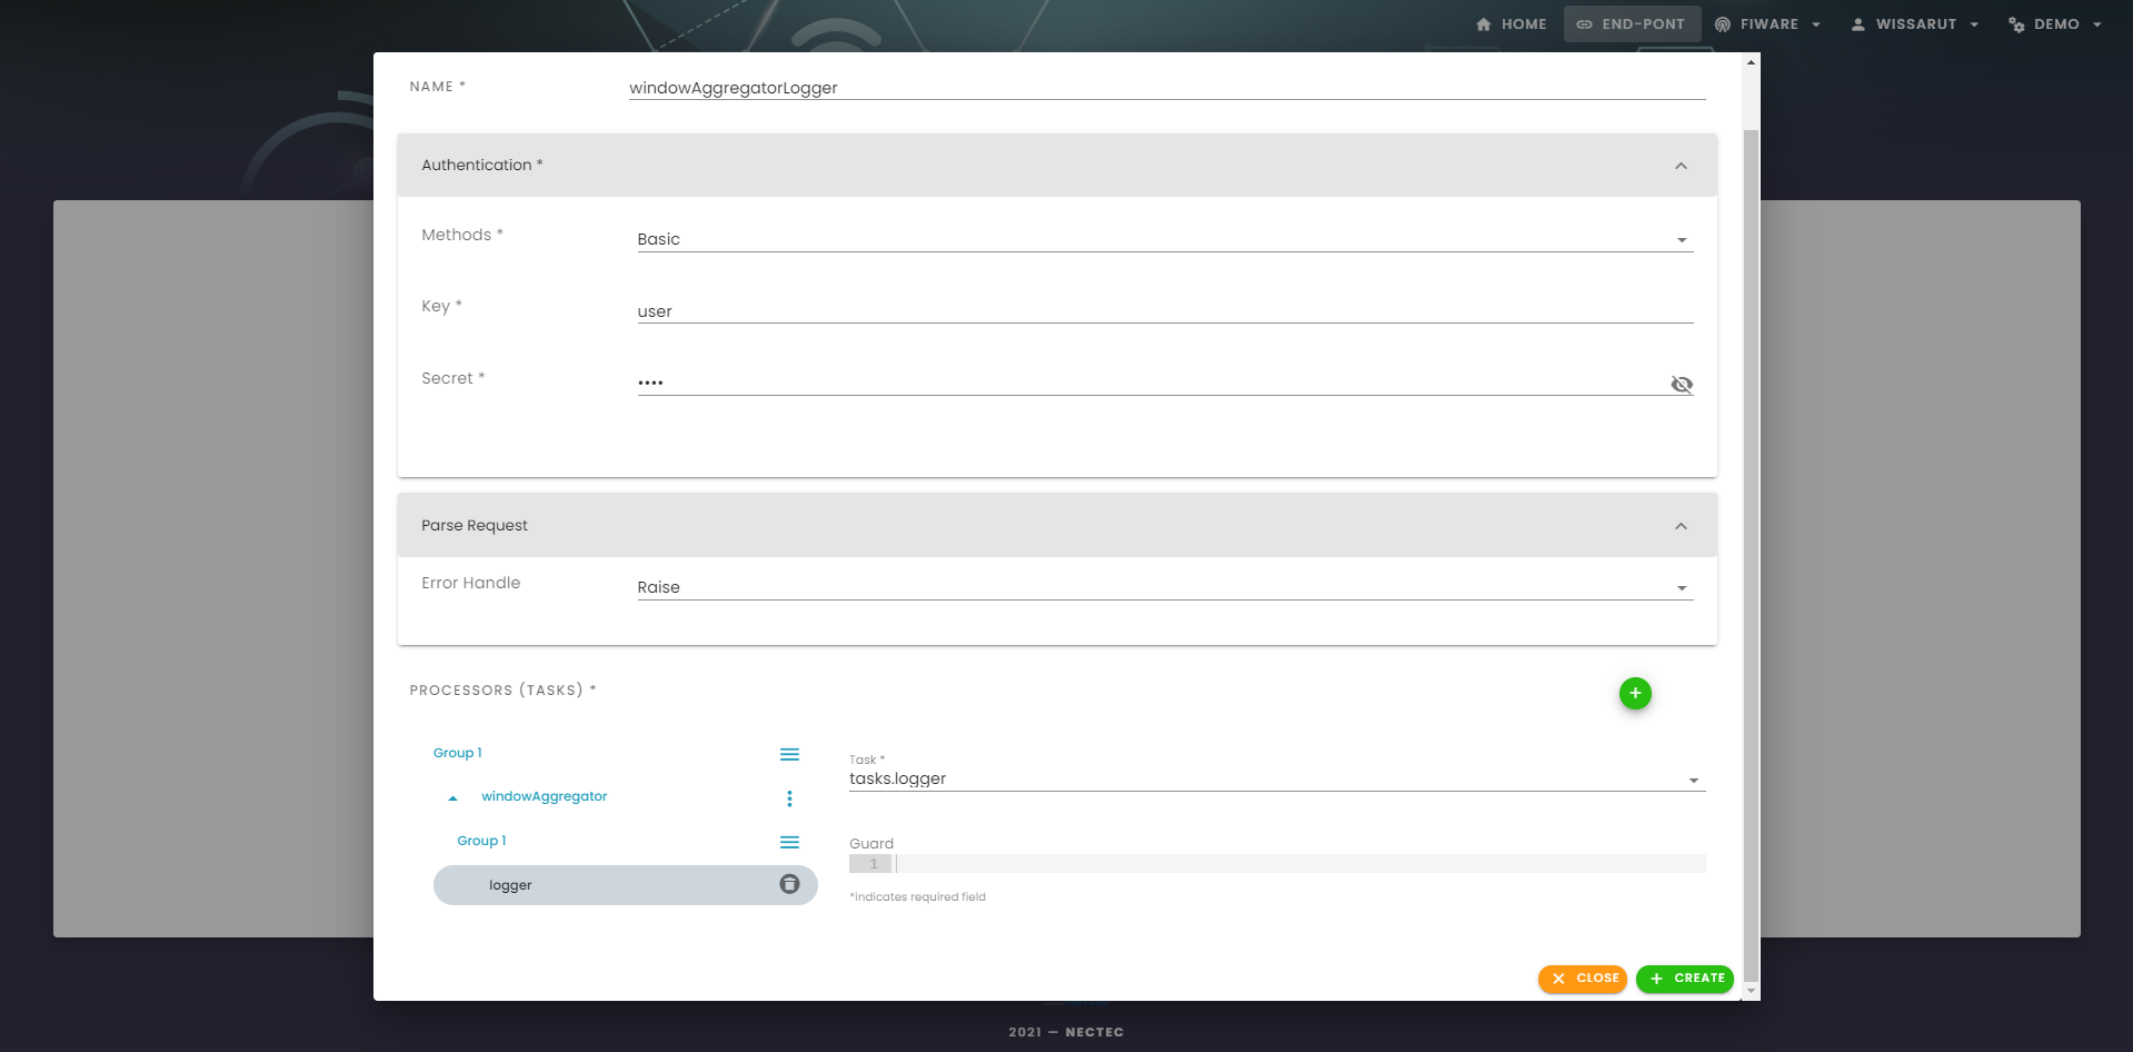 HOME END-PONT FIWARE WISSARUT DEMO
NAME * windowAggregatorLogger
Authentication *
Methods * Basic
Key * user
Secret * ••••
Parse Request
Error Handle Raise
PROCESSORS (TASKS) *
Group 1
windowAggregator
Group 1
logger
Task *
tasks.logger
Guard
1
*indicates required field
CLOSE CREATE
2021 — NECTEC